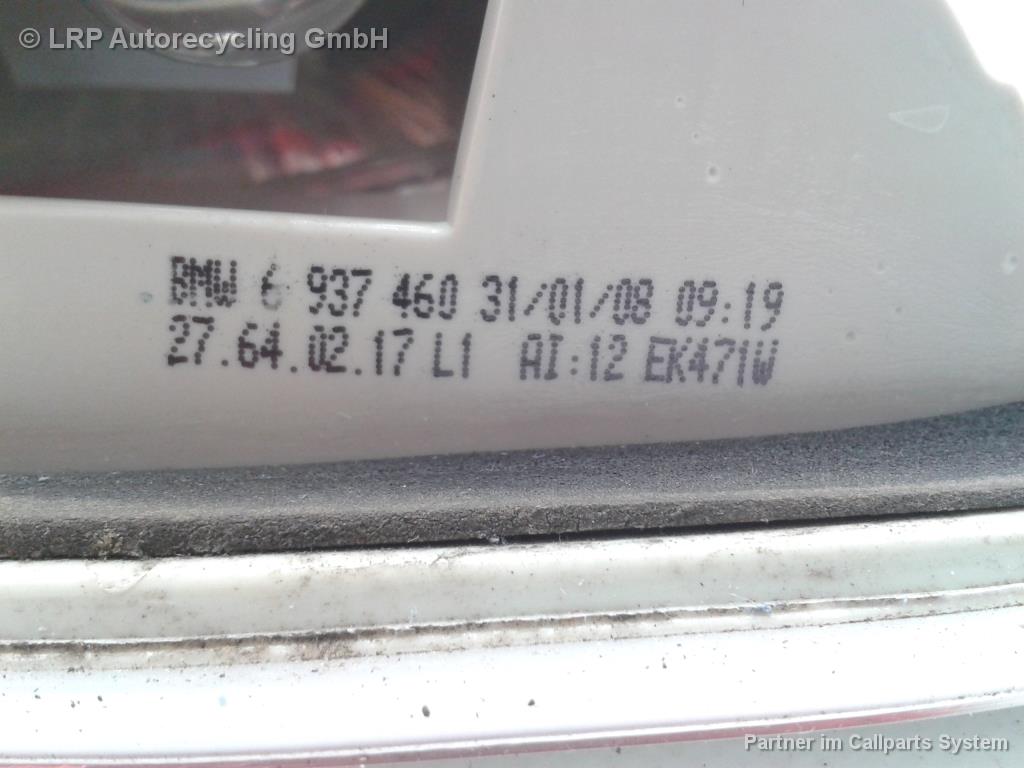 © LRP Autorecycling GmbH
BMW 6 937 460 31/01/08 09:19
27.64.02.17 L1 AI:12 EK471W
Partner im Callparts System